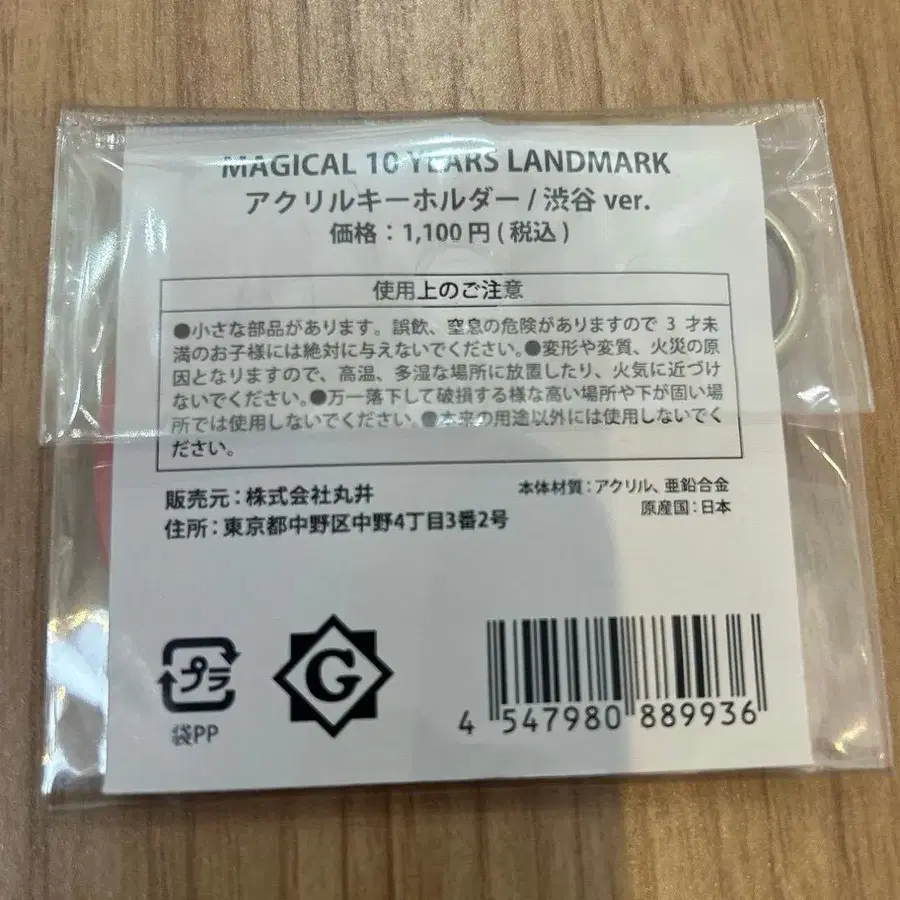 MAGICAL 10 YEARS LANDMARK
アクリルキーホルダー / 渋谷 ver.
価格：1,100円 ( 税込 )
使用上のご注意
●小さな部品があります。誤飲、窒息の危険がありますので 3 才未
満のお子様には絶対に与えないでください。●変形や変質、火災の原
因となりますので、高温、多湿な場所に放置したり、火気に近づけ
ないでください。●万一落下して破損する様な高い場所や下が固い場
所では使用しないでください。●本来の用途以外には使用しないでく
ださい。
販売元：株式会社丸井
住所：東京都中野区中野4丁目3番2号
本体材質：アクリル、亜鉛合金
原産国：日本
プラ
袋PP
G
4 547980 889936